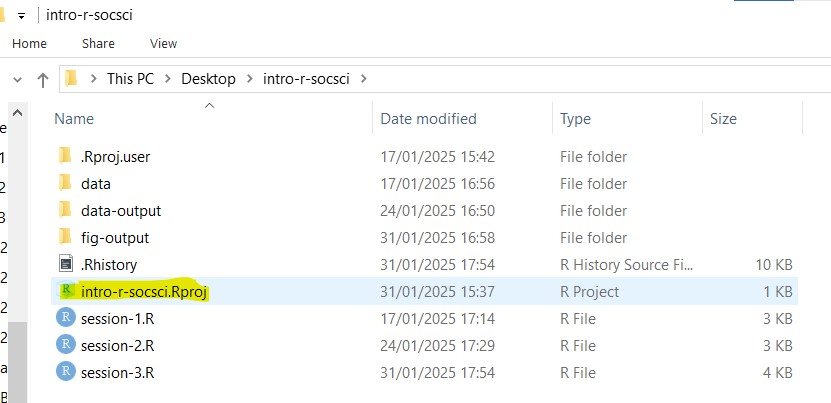 intro-r-socsci
Home Share View
This PC Desktop intro-r-socsci
Name Date modified Type Size
.Rproj.user 17/01/2025 15:42 File folder
data 17/01/2025 16:56 File folder
data-output 24/01/2025 16:50 File folder
fig-output 31/01/2025 16:58 File folder
.Rhistory 31/01/2025 17:54 R History Source Fi... 10 KB
intro-r-socsci.Rproj 31/01/2025 15:37 R Project 1 KB
session-1.R 17/01/2025 17:14 R File 3 KB
session-2.R 24/01/2025 17:29 R File 3 KB
session-3.R 31/01/2025 17:54 R File 4 KB